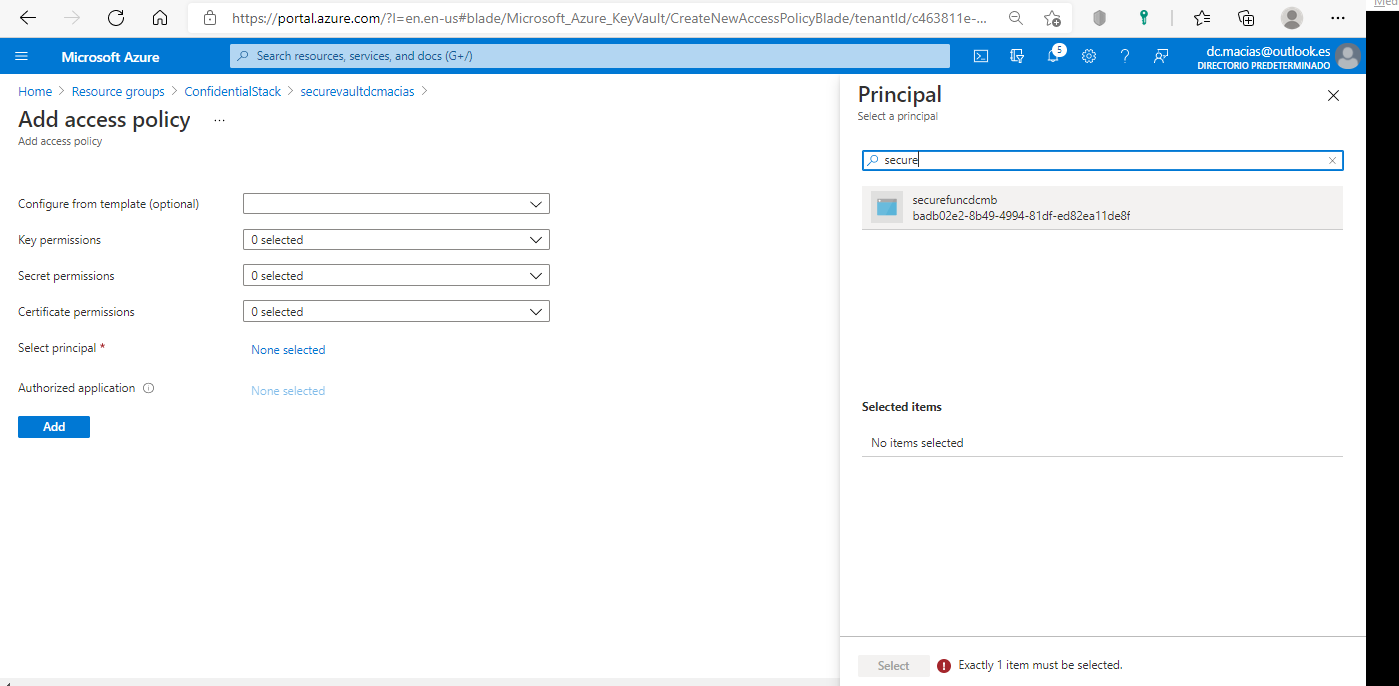 https://portal.azure.com/?l=en.en-us#blade/Microsoft_Azure_KeyVault/CreateNewAccessPolicyBlade/tenantId/c463811e-...
Microsoft Azure
Search resources, services, and docs (G+/)
5
dc.macias@outlook.es
DIRECTORIO PREDETERMINADO
Home > Resource groups > ConfidentialStack > securevaultdcmacias >
Add access policy ...
Add access policy
Configure from template (optional)
Key permissions
0 selected
Secret permissions
0 selected
Certificate permissions
0 selected
Select principal *
None selected
Authorized application
None selected
Add
Principal
Select a principal
secure
securefuncdcmb
badb02e2-8b49-4994-81df-ed82ea11de8f
Selected items
No items selected
Select
Exactly 1 item must be selected.